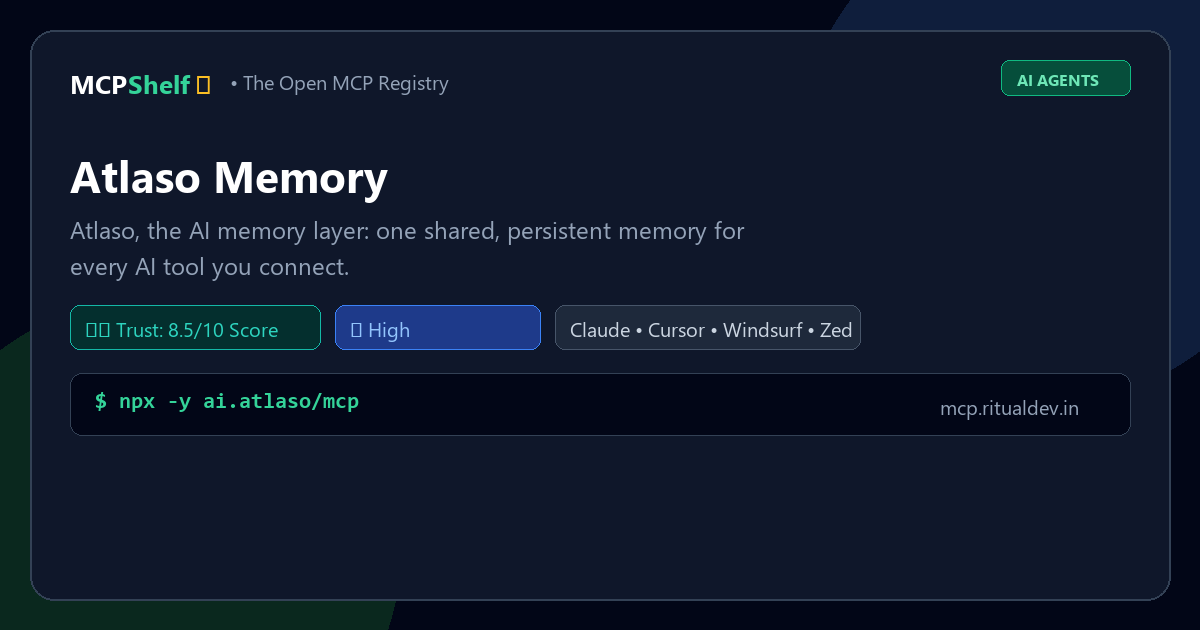 MCPShelf • The Open MCP Registry
AI AGENTS
Atlaso Memory
Atlaso, the AI memory layer: one shared, persistent memory for
every AI tool you connect.
Trust: 8.5/10 Score
High
Claude • Cursor • Windsurf • Zed
$ npx -y ai.atlaso/mcp
mcp.ritualdev.in